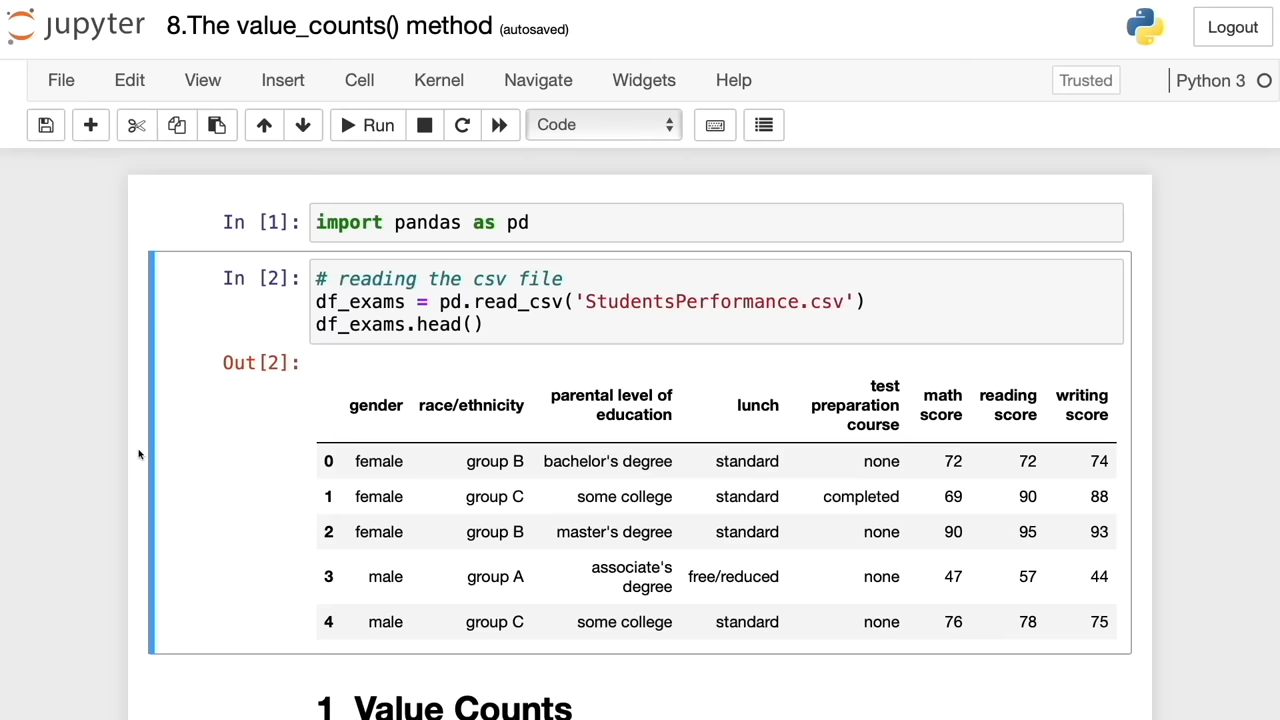 jupyter 8.The value_counts() method (autosaved) Logout
File Edit View Insert Cell Kernel Navigate Widgets Help Trusted Python 3
Run Code
In [1]: import pandas as pd
In [2]: # reading the csv file
df_exams = pd.read_csv('StudentsPerformance.csv')
df_exams.head()
Out[2]:
gender race/ethnicity parental level of education lunch test preparation course math score reading score writing score
0 female group B bachelor's degree standard none 72 72 74
1 female group C some college standard completed 69 90 88
2 female group B master's degree standard none 90 95 93
3 male group A associate's degree free/reduced none 47 57 44
4 male group C some college standard none 76 78 75
1 Value Counts